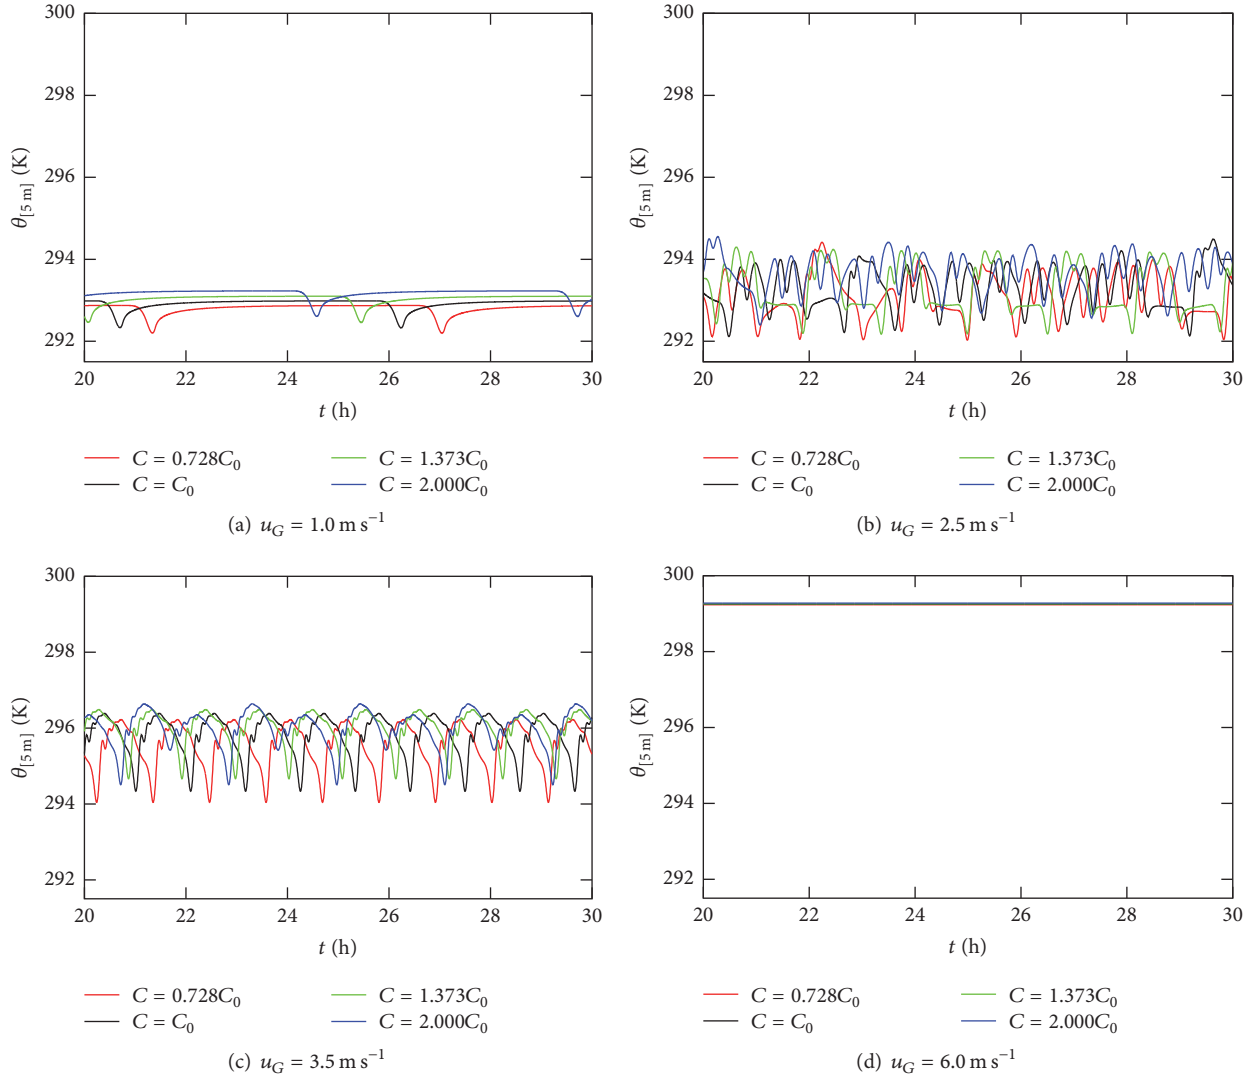 300
298
296
294
292
θ[5 m] (K)
20 22 24 26 28 30
t (h)
C = 0.728C0
C = C0
C = 1.373C0
C = 2.000C0
(a) uG = 1.0 m s−1
300
298
296
294
292
θ[5 m] (K)
20 22 24 26 28 30
t (h)
C = 0.728C0
C = C0
C = 1.373C0
C = 2.000C0
(b) uG = 2.5 m s−1
300
298
296
294
292
θ[5 m] (K)
20 22 24 26 28 30
t (h)
C = 0.728C0
C = C0
C = 1.373C0
C = 2.000C0
(c) uG = 3.5 m s−1
300
298
296
294
292
θ[5 m] (K)
20 22 24 26 28 30
t (h)
C = 0.728C0
C = C0
C = 1.373C0
C = 2.000C0
(d) uG = 6.0 m s−1